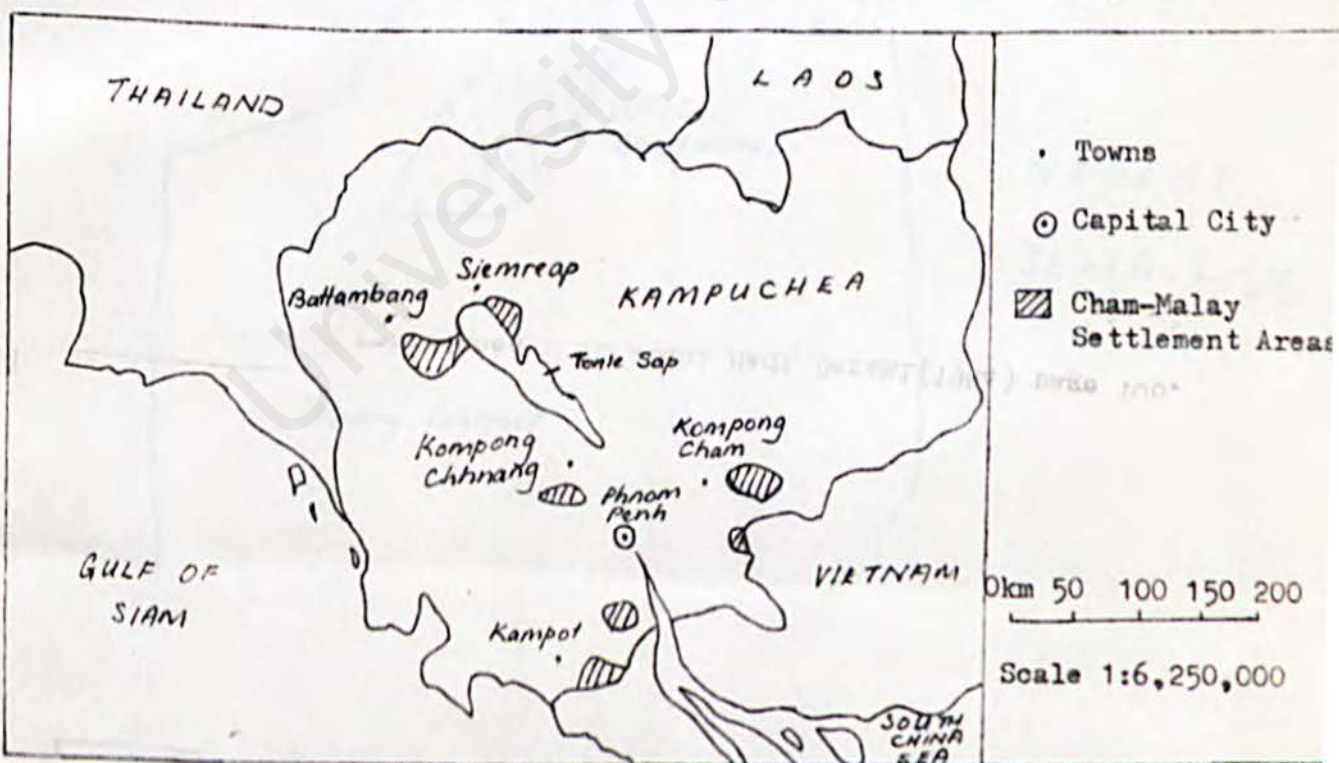 University
THAILAND
LAOS
Siemreap
Battambang
KAMPUCHEA
Tonle Sap
Kompong
Cham
Kompong
Chhnang
Phnom
Penh
GULF OF
SIAM
VIETNAM
Kampot
SOUTH
CHINA
SEA
Towns
Capital City
Cham-Malay
Settlement Areas
0km 50 100 150 200
Scale 1:6,250,000